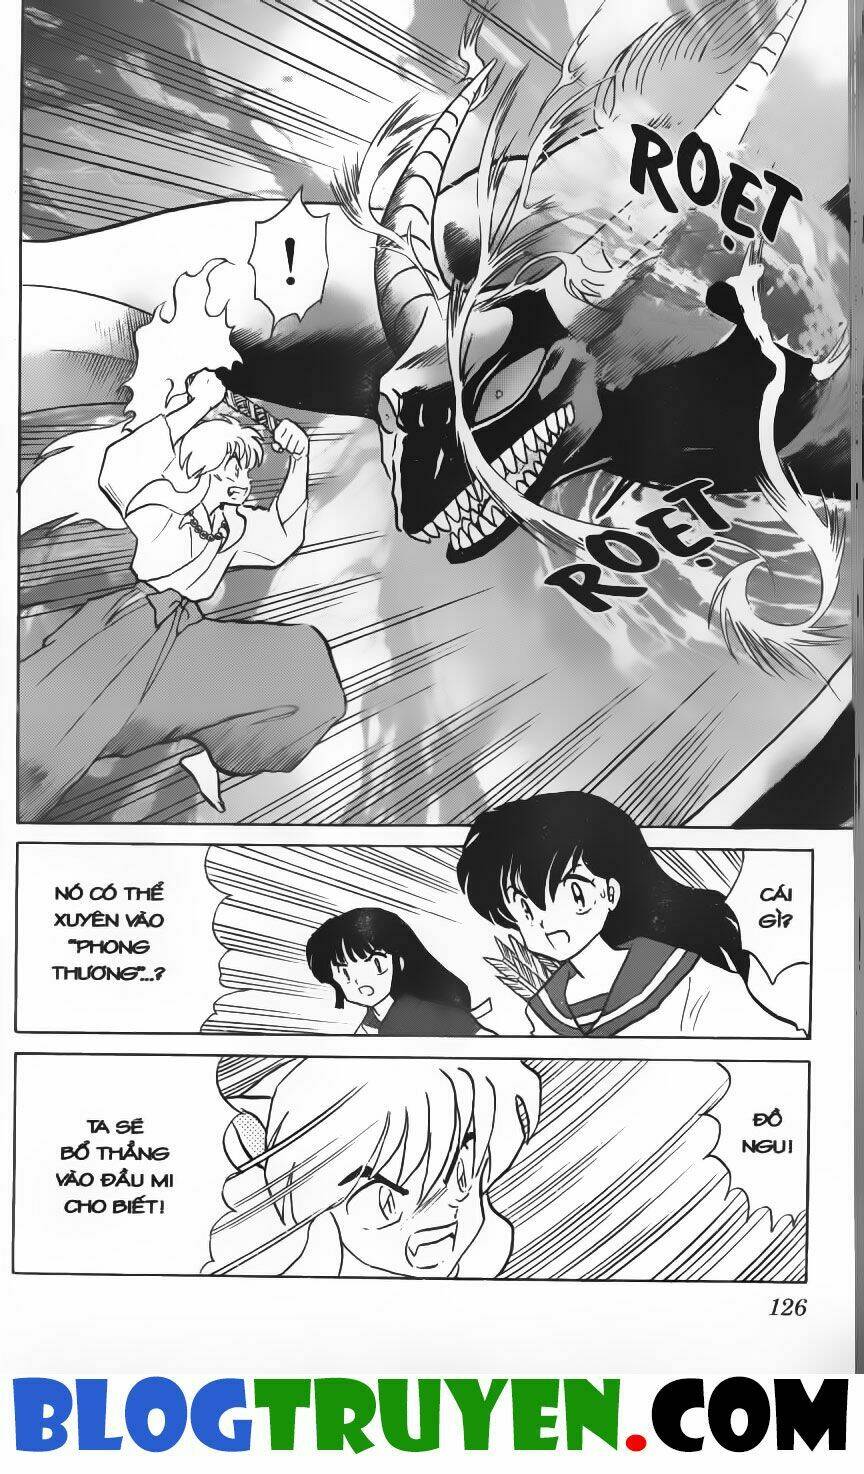 ROẸT
!
ROẸT
CÁI
GÌ?
NÓ CÓ THỂ
XUYÊN VÀO
"PHONG
THƯƠNG"...?
ĐỒ
NGU!
TA SẼ
BỔ THẲNG
VÀO ĐẦU MI
CHO BIẾT!
126
BLOGTRUYEN.COM